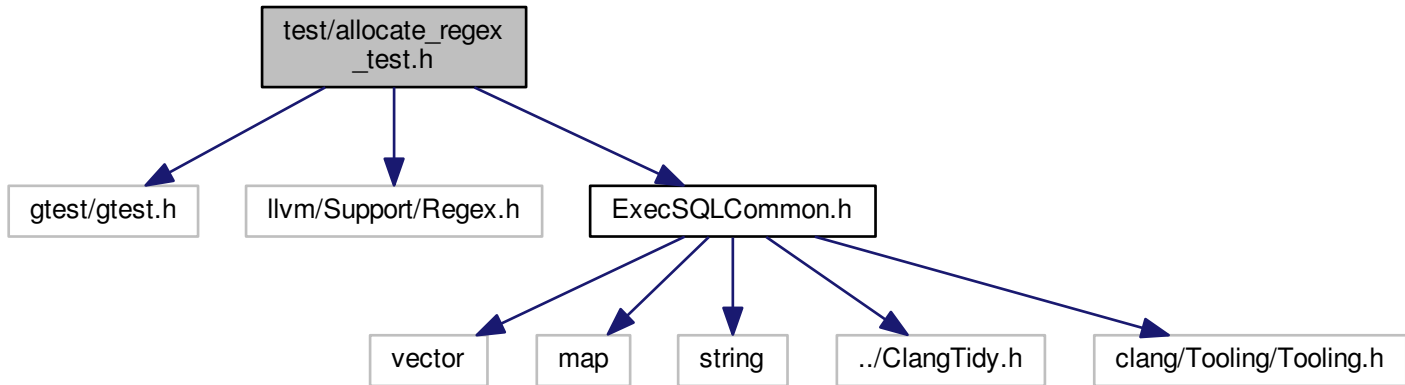 test/allocate_regex
_test.h
gtest/gtest.h
llvm/Support/Regex.h
ExecSQLCommon.h
vector
map
string
../ClangTidy.h
clang/Tooling/Tooling.h